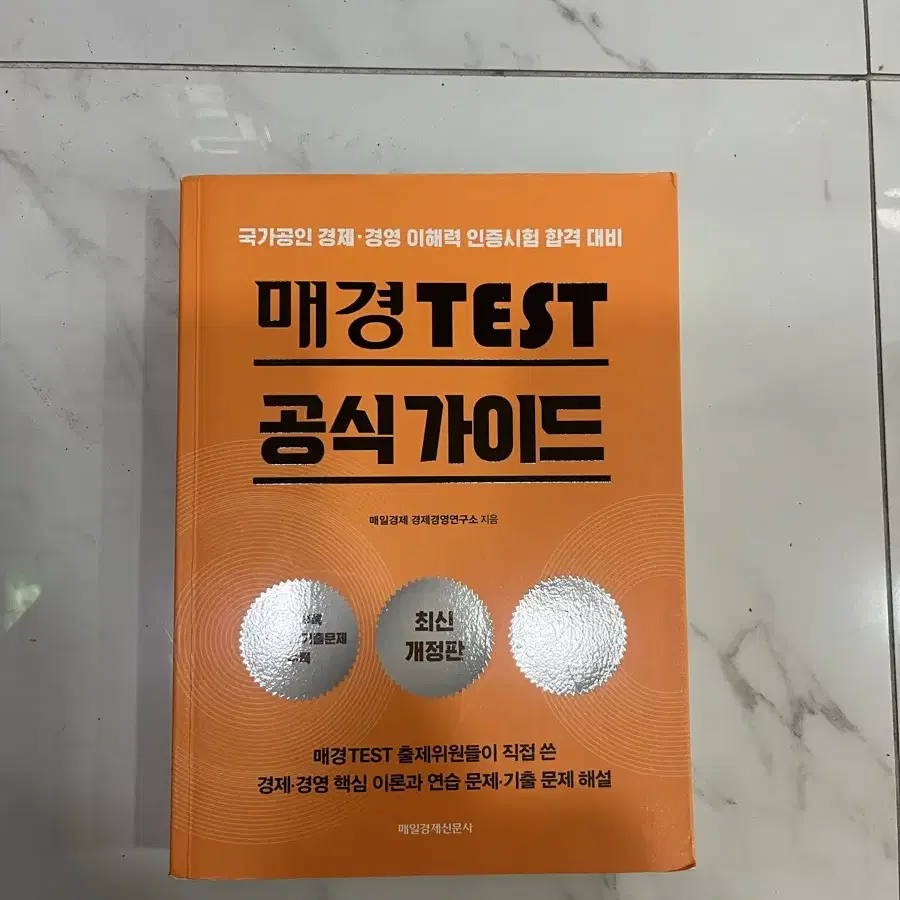 국가공인 경제·경영 이해력 인증시험 합격 대비
매경TEST
공식 가이드
매일경제 경제경영연구소 지음
기출문제
최신
개정판
매경TEST 출제위원들이 직접 쓴
경제·경영 핵심 이론과 연습 문제·기출 문제 해설
매일경제신문사